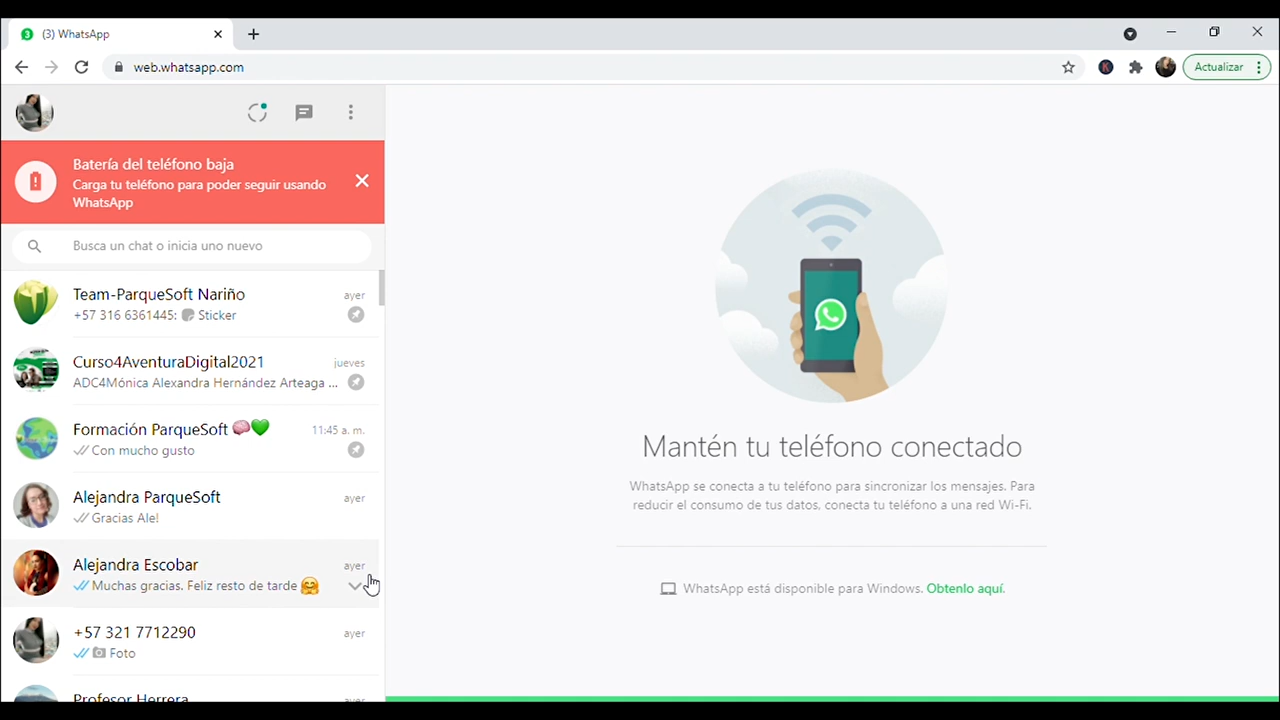 3
(3) WhatsApp
web.whatsapp.com
K
Actualizar
Batería del teléfono baja
Carga tu teléfono para poder seguir usando
WhatsApp
Busca un chat o inicia uno nuevo
Team-ParqueSoft Nariño
ayer
+57 316 6361445: Sticker
Curso4AventuraDigital2021
jueves
ADC4Mónica Alexandra Hernández Arteaga ...
Formación ParqueSoft 🧠💚
11:45 a. m.
Con mucho gusto
Alejandra ParqueSoft
ayer
Gracias Ale!
Alejandra Escobar
ayer
Muchas gracias. Feliz resto de tarde 🤗
+57 321 7712290
ayer
Foto
Profesor Herrera
ayer
Mantén tu teléfono conectado
WhatsApp se conecta a tu teléfono para sincronizar los mensajes. Para
reducir el consumo de tus datos, conecta tu teléfono a una red Wi-Fi.
WhatsApp está disponible para Windows. Obtenlo aquí.